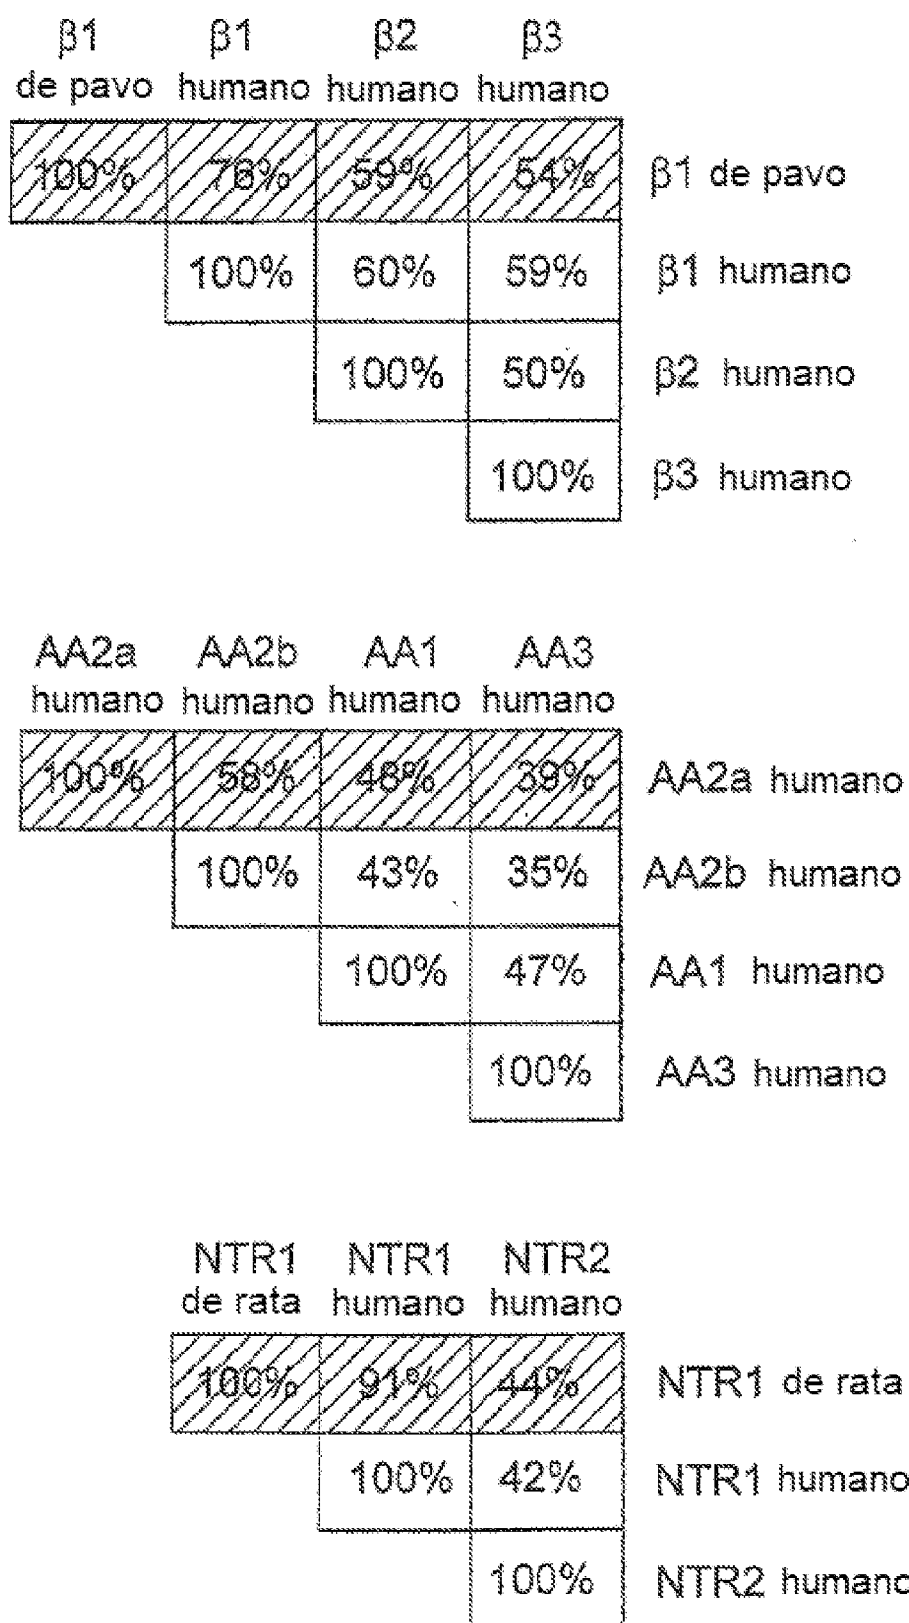 β1 β1 β2 β3
de pavo humano humano humano
100% 76% 59% 54% β1 de pavo
100% 60% 59% β1 humano
100% 50% β2 humano
100% β3 humano
AA2a AA2b AA1 AA3
humano humano humano humano
100% 58% 39% AA2a humano
100% 43% 35% AA2b humano
100% 47% AA1 humano
100% AA3 humano
NTR1 NTR1 NTR2
de rata humano humano
100% 91% 44% NTR1 de rata
100% 42% NTR1 humano
100% NTR2 humano